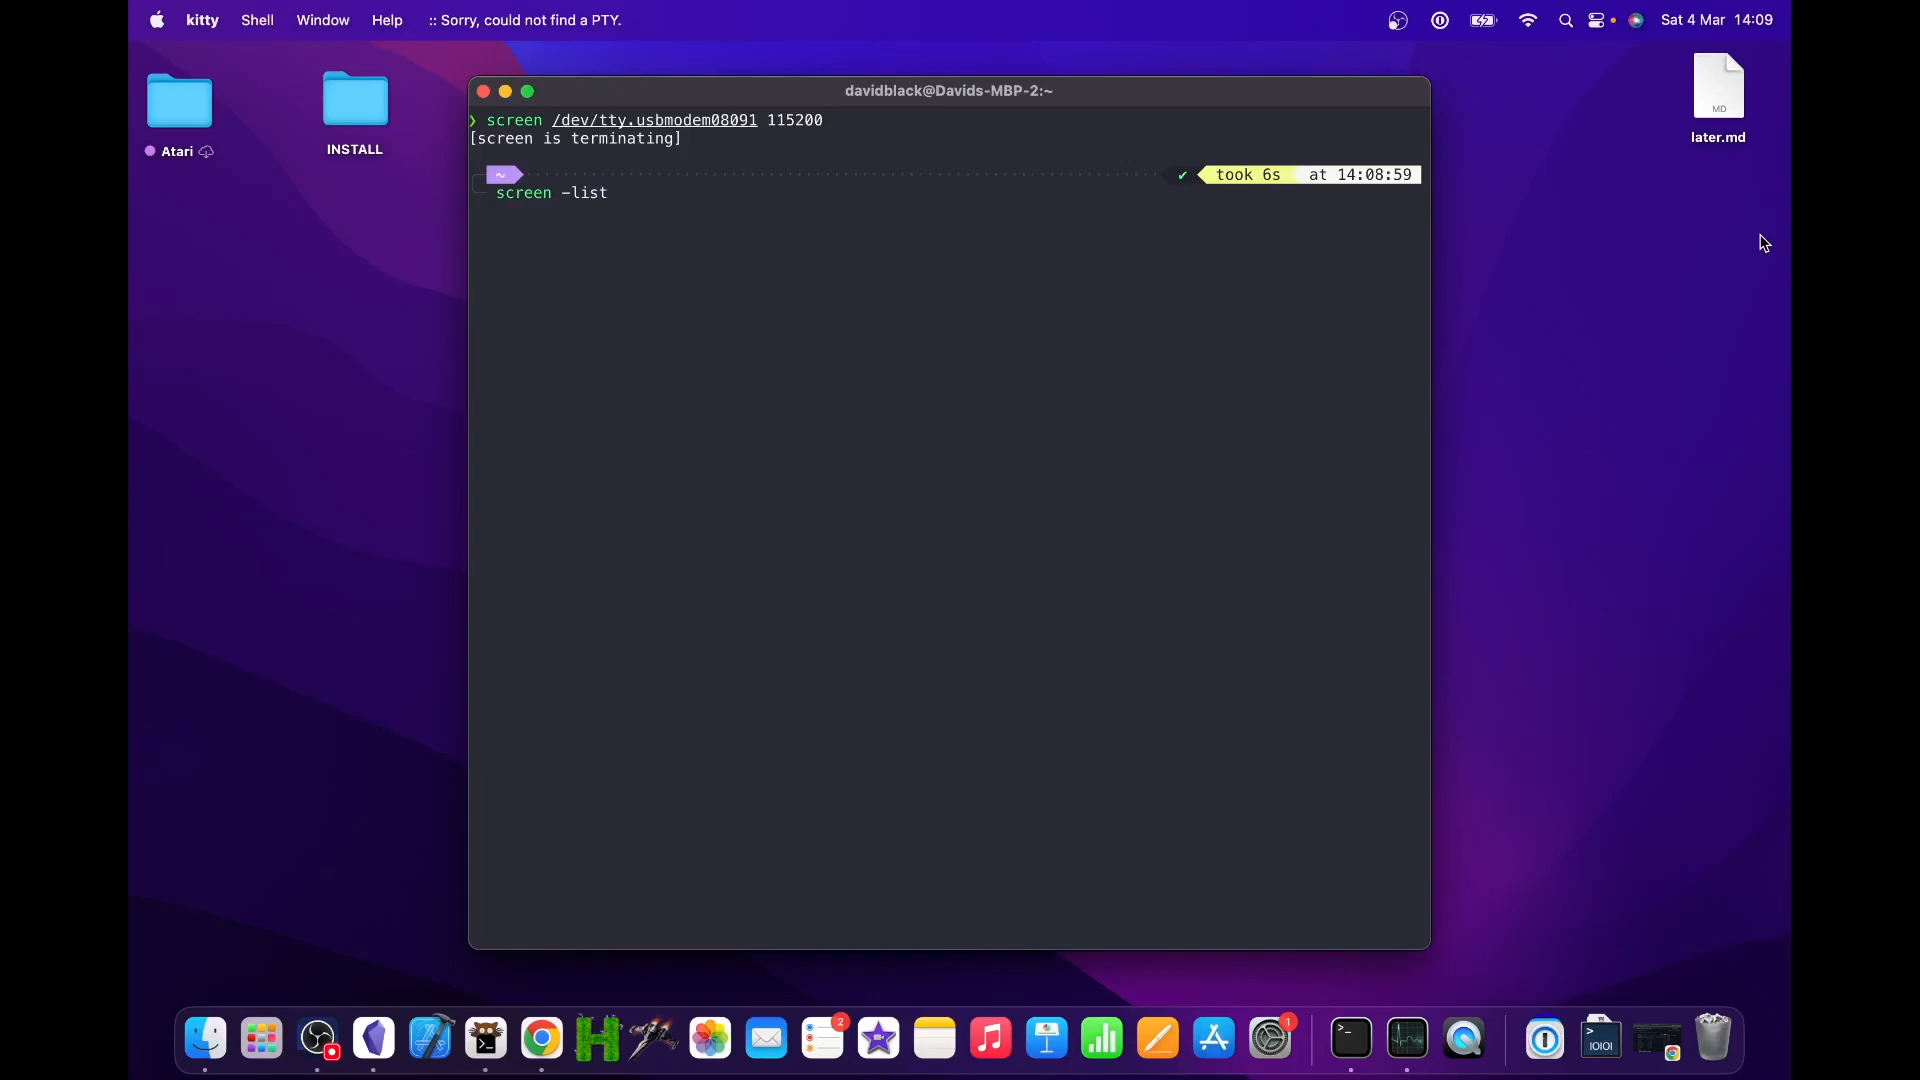 kitty Shell Window Help :: Sorry, could not find a PTY. Sat 4 Mar 14:09
Atari
INSTALL
MD
later.md
davidblack@Davids-MBP-2:~
❯ screen /dev/tty.usbmodem08091 115200
[screen is terminating]
~ ✔ took 6s at 14:08:59
screen -list
2
1
>_
>
IOIOI